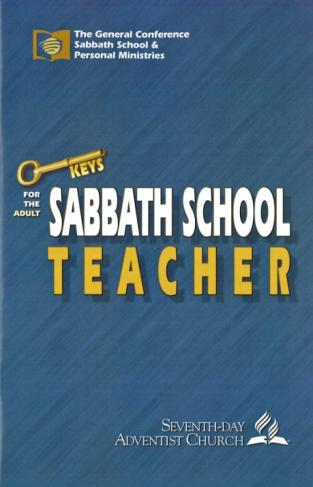 The General Conference
Sabbath School &
Personal Ministries
KEYS
FOR
THE
ADULT
SABBATH SCHOOL
TEACHER
SEVENTH-DAY
ADVENTIST CHURCH